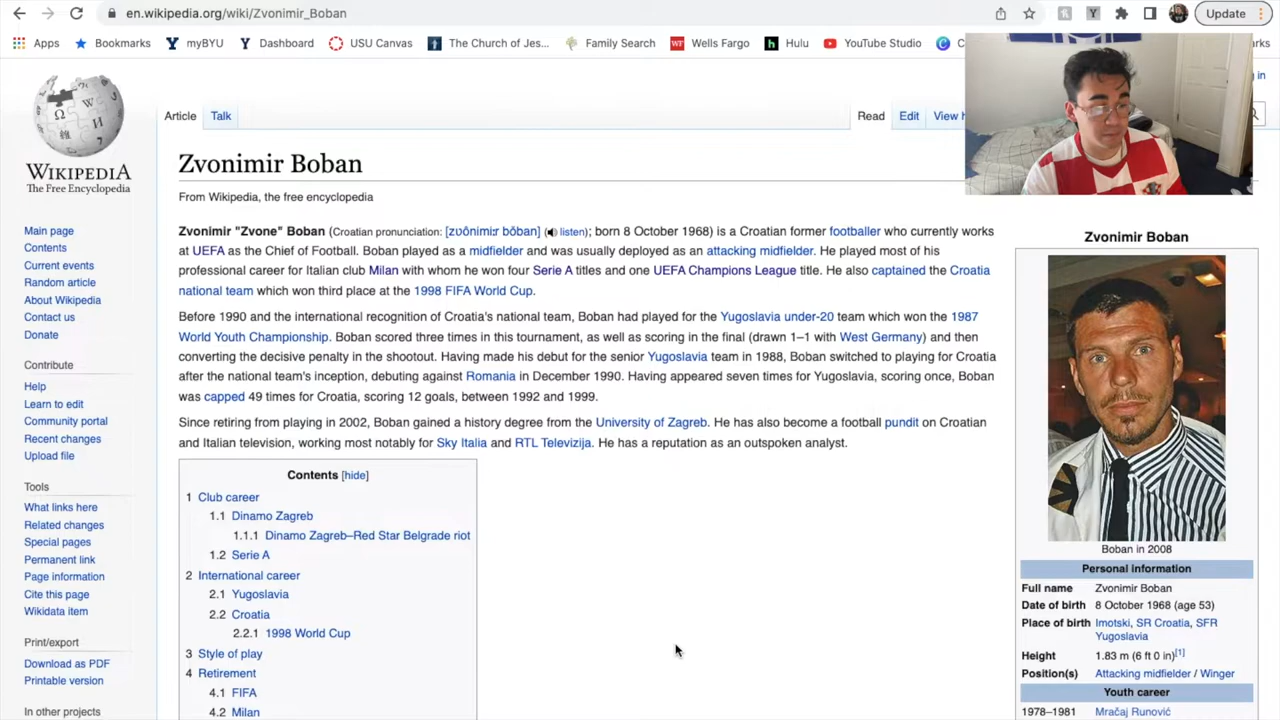 en.wikipedia.org/wiki/Zvonimir_Boban
Update
Apps
Bookmarks
myBYU
Dashboard
USU Canvas
The Church of Jes...
Family Search
Wells Fargo
Hulu
YouTube Studio
Article
Talk
Read
Edit
View h
WIKIPEDIA
The Free Encyclopedia
Main page
Contents
Current events
Random article
About Wikipedia
Contact us
Donate
Contribute
Help
Learn to edit
Community portal
Recent changes
Upload file
Tools
What links here
Related changes
Special pages
Permanent link
Page information
Cite this page
Wikidata item
Print/export
Download as PDF
Printable version
In other projects
Zvonimir Boban
From Wikipedia, the free encyclopedia
Zvonimir "Zvone" Boban (Croatian pronunciation: [zʋônimir bǒban] (listen); born 8 October 1968) is a Croatian former footballer who currently works
at UEFA as the Chief of Football. Boban played as a midfielder and was usually deployed as an attacking midfielder. He played most of his
professional career for Italian club Milan with whom he won four Serie A titles and one UEFA Champions League title. He also captained the Croatia
national team which won third place at the 1998 FIFA World Cup.
Before 1990 and the international recognition of Croatia's national team, Boban had played for the Yugoslavia under-20 team which won the 1987
World Youth Championship. Boban scored three times in this tournament, as well as scoring in the final (drawn 1–1 with West Germany) and then
converting the decisive penalty in the shootout. Having made his debut for the senior Yugoslavia team in 1988, Boban switched to playing for Croatia
after the national team's inception, debuting against Romania in December 1990. Having appeared seven times for Yugoslavia, scoring once, Boban
was capped 49 times for Croatia, scoring 12 goals, between 1992 and 1999.
Since retiring from playing in 2002, Boban gained a history degree from the University of Zagreb. He has also become a football pundit on Croatian
and Italian television, working most notably for Sky Italia and RTL Televizija. He has a reputation as an outspoken analyst.
Contents [hide]
1 Club career
1.1 Dinamo Zagreb
1.1.1 Dinamo Zagreb–Red Star Belgrade riot
1.2 Serie A
2 International career
2.1 Yugoslavia
2.2 Croatia
2.2.1 1998 World Cup
3 Style of play
4 Retirement
4.1 FIFA
4.2 Milan
Zvonimir Boban
Boban in 2008
Personal information
Full name Zvonimir Boban
Date of birth 8 October 1968 (age 53)
Place of birth Imotski, SR Croatia, SFR
Yugoslavia
Height 1.83 m (6 ft 0 in)[1]
Position(s) Attacking midfielder / Winger
Youth career
1978–1981 Mračaj Runović